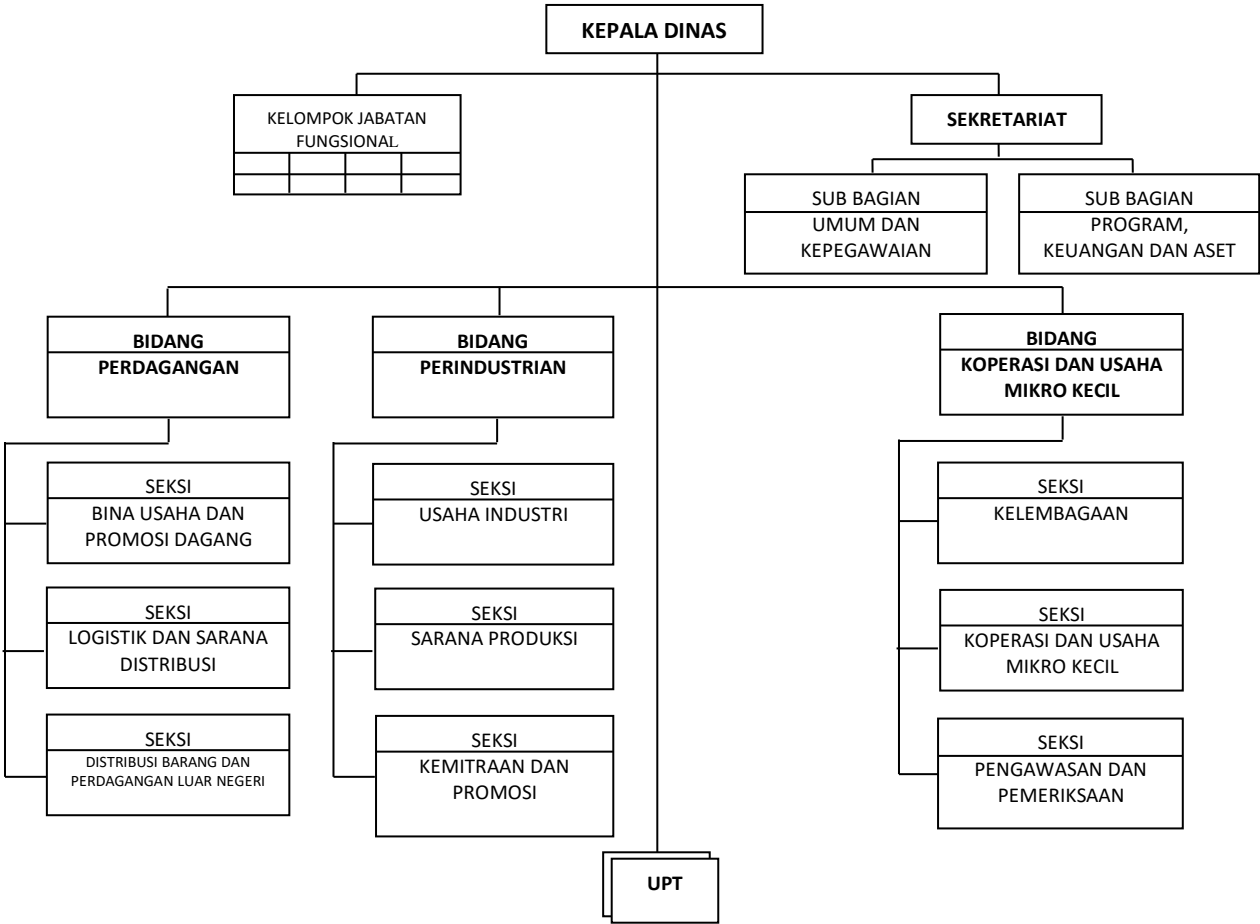 KEPALA DINAS
KELOMPOK JABATAN
FUNGSIONAL
SEKRETARIAT
SUB BAGIAN
UMUM DAN
KEPEGAWAIAN
SUB BAGIAN
PROGRAM,
KEUANGAN DAN ASET
BIDANG
PERDAGANGAN
BIDANG
PERINDUSTRIAN
BIDANG
KOPERASI DAN USAHA
MIKRO KECIL
SEKSI
BINA USAHA DAN
PROMOSI DAGANG
SEKSI
USAHA INDUSTRI
SEKSI
KELEMBAGAAN
SEKSI
LOGISTIK DAN SARANA
DISTRIBUSI
SEKSI
SARANA PRODUKSI
SEKSI
KOPERASI DAN USAHA
MIKRO KECIL
SEKSI
DISTRIBUSI BARANG DAN
PERDAGANGAN LUAR NEGERI
SEKSI
KEMITRAAN DAN
PROMOSI
SEKSI
PENGAWASAN DAN
PEMERIKSAAN
UPT